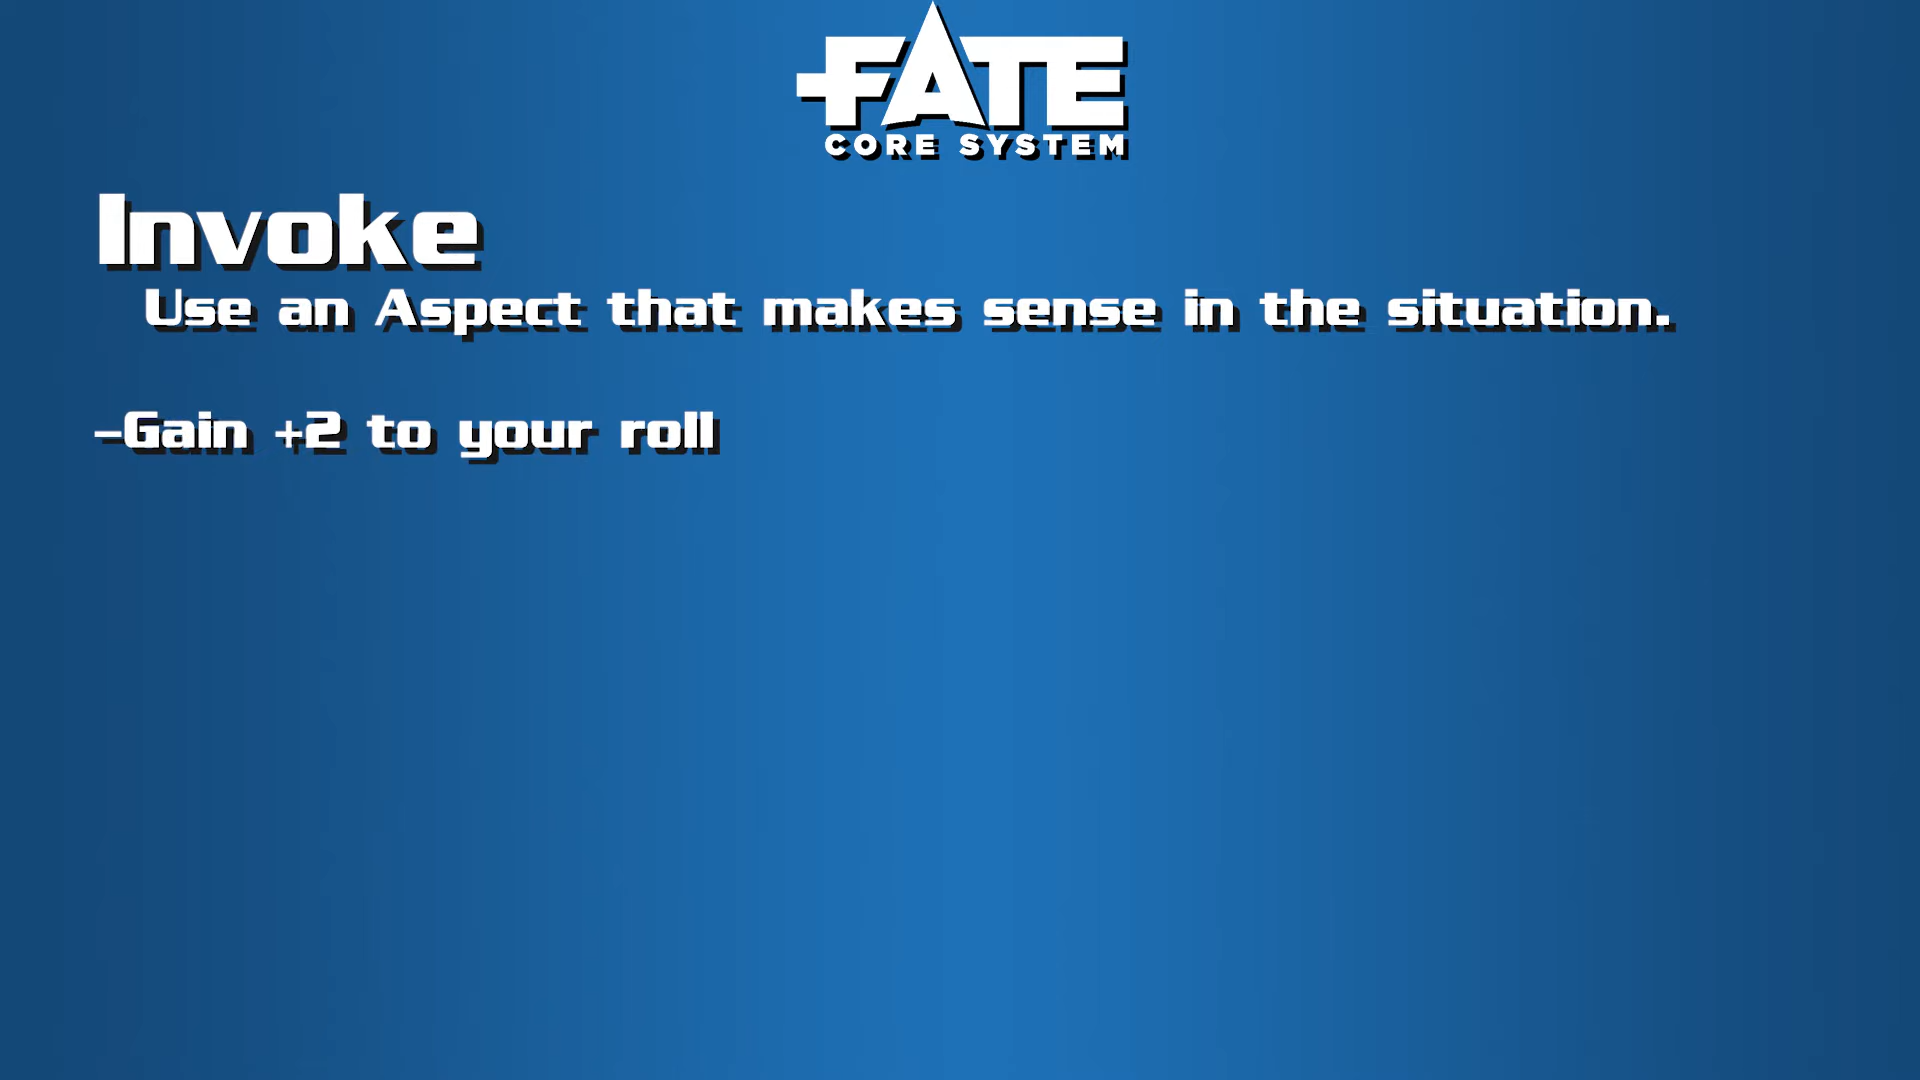 FATE
CORE SYSTEM
Invoke
Use an Aspect that makes sense in the situation.
-Gain +2 to your roll